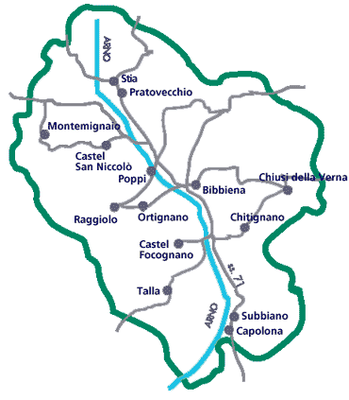 ARNO
Stia
Pratovecchio
Montemignaio
Castel
San Niccolò
Poppi
Chiusi della Verna
Bibbiena
Raggiolo
Ortignano
Chitignano
Castel
Focognano
ss. 71
Talla
ARNO
Subbiano
Capolona